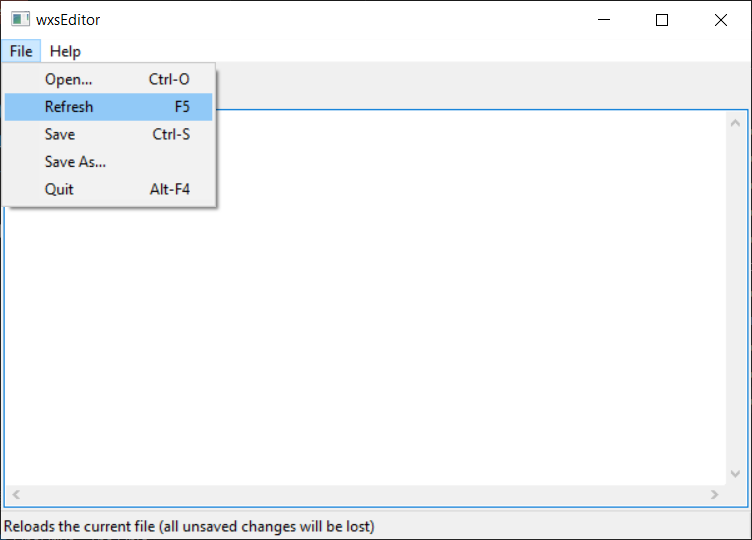 wxsEditor
File Help
Open... Ctrl-O
Refresh F5
Save Ctrl-S
Save As...
Quit Alt-F4
Reloads the current file (all unsaved changes will be lost)